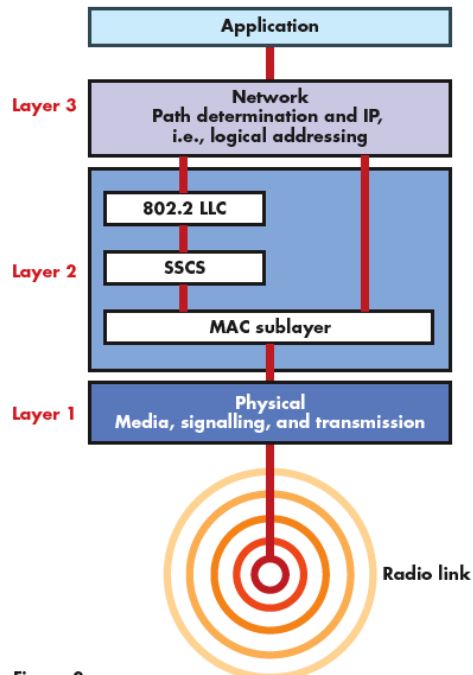 Application
Layer 3
Network
Path determination and IP,
i.e., logical addressing
802.2 LLC
Layer 2
SSCS
MAC sublayer
Layer 1
Physical
Media, signalling, and transmission
Radio link